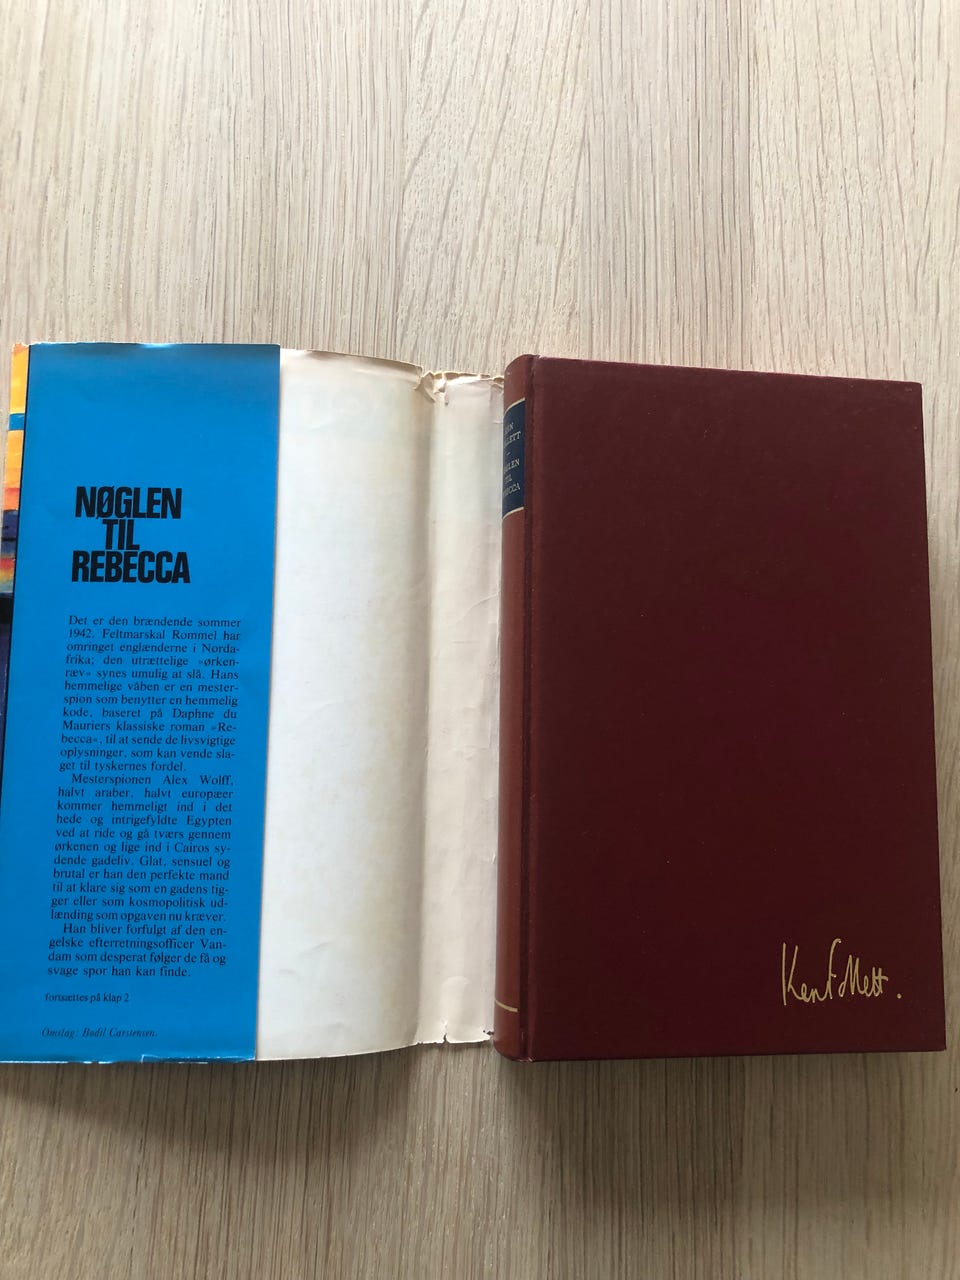 NØGLEN
TIL
REBECCA
Det er den brændende sommer
1942. Feltmarskal Rommel har
omringet englænderne i Norda-
frika; den utrættelige »ørken-
ræv« synes umulig at slå. Hans
hemmelige våben er en mester-
spion som benytter en hemmelig
kode, baseret på Daphne du
Mauriers klassiske roman »Re-
becca«, til at sende de livsvigtige
oplysninger, som kan vende sla-
get til tyskernes fordel.
Mesterspionen Alex Wolff,
halvt araber, halvt europæer
kommer hemmeligt ind i det
hede og intrigefyldte Egypten
ved at ride og gå tværs gennem
ørkenen og lige ind i Cairos sy-
dende gadeliv. Glat, sensuel og
brutal er han den perfekte mand
til at klare sig som en gadens tig-
ger eller som kosmopolitisk ud-
lænding som opgaven nu kræver.
Han bliver forfulgt af den en-
gelske efterretningsofficer Van-
dam som desperat følger de få og
svage spor han kan finde.
fortsættes på klap 2
Omslag: Bodil Carstensen.
Ken Follett.